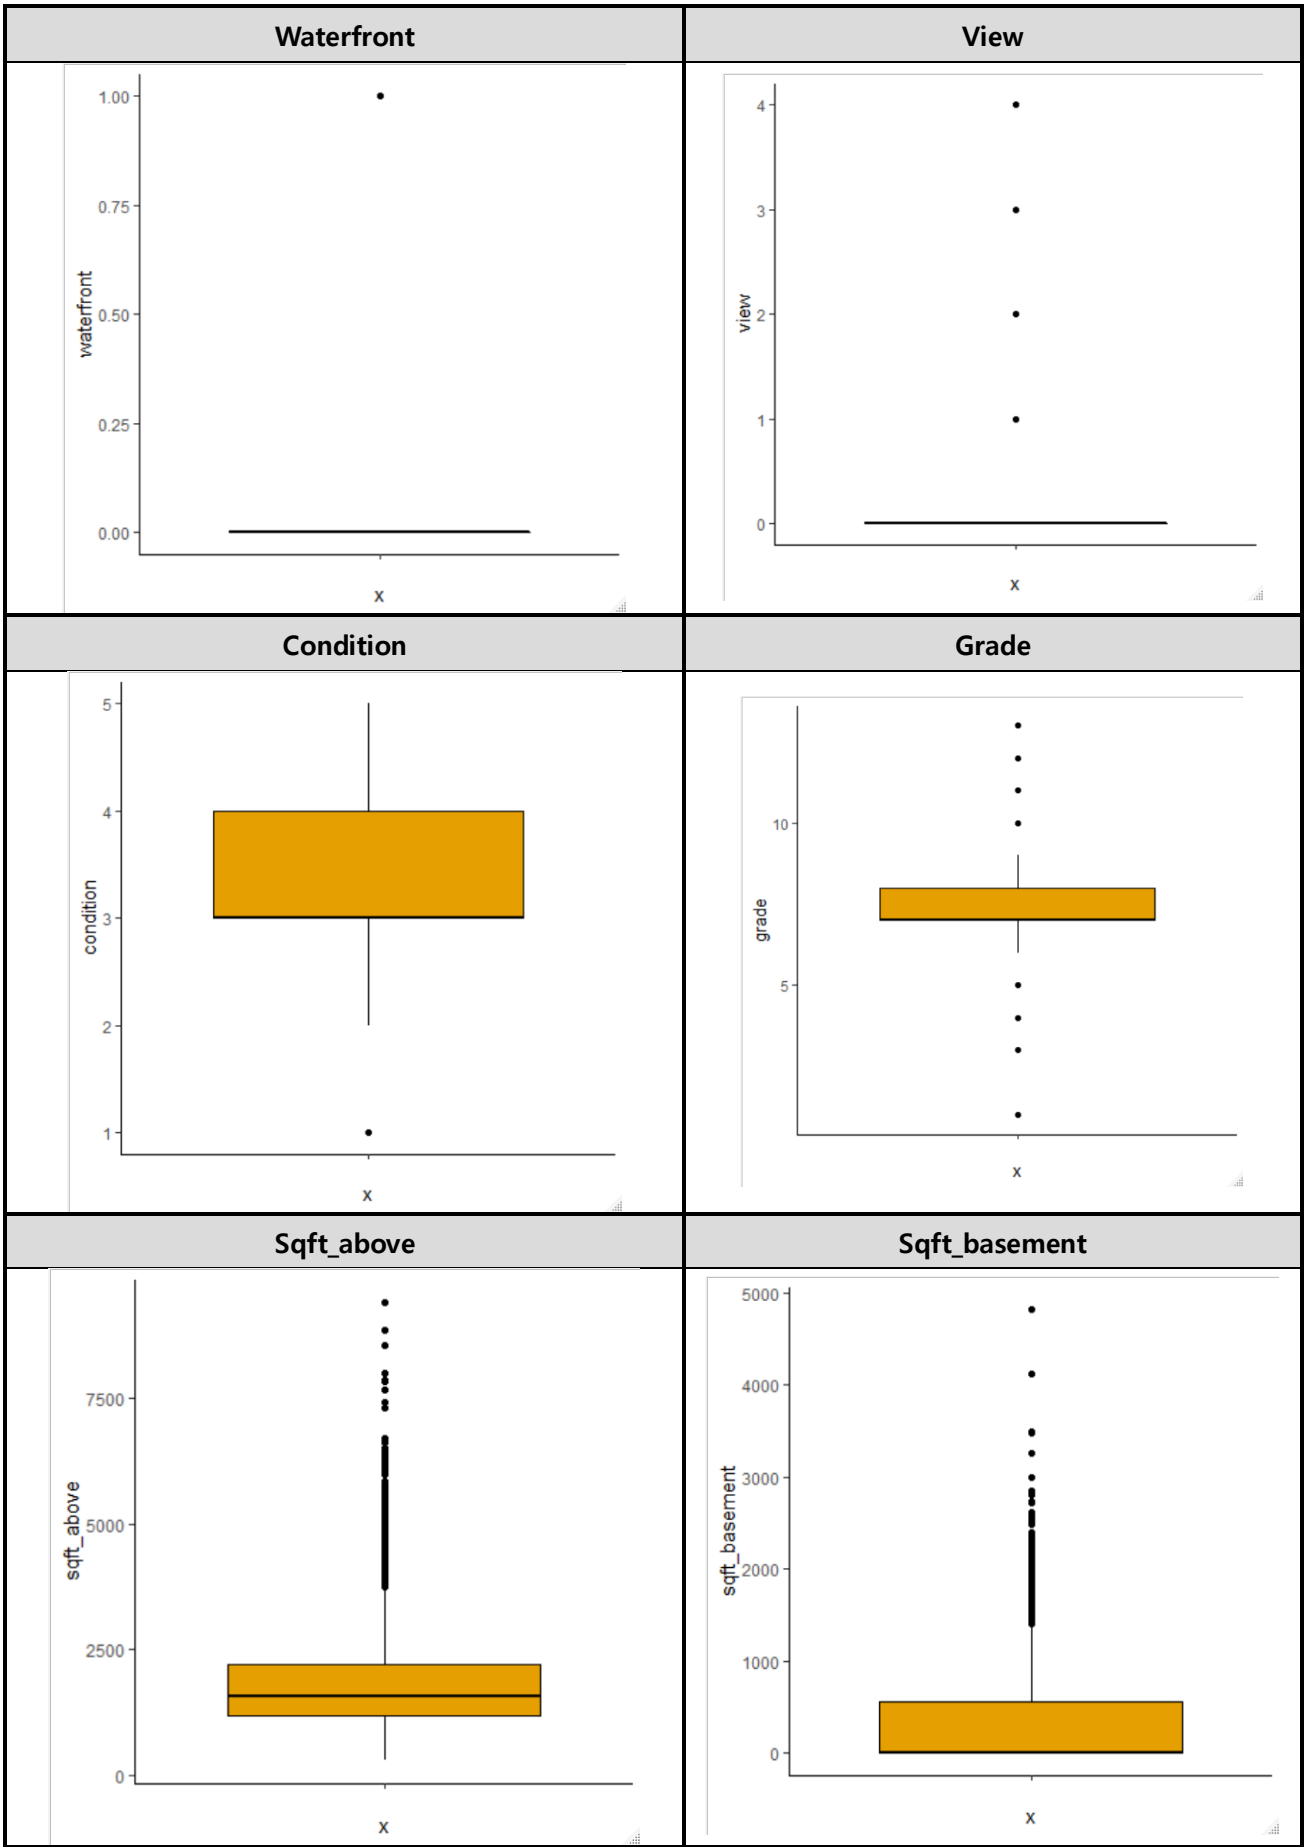 Waterfront
View
1.00
0.75
0.50
0.25
0.00
waterfront
x
4
3
2
1
0
view
x
Condition
Grade
5
4
3
2
1
condition
x
10
5
grade
x
Sqft_above
Sqft_basement
7500
5000
2500
0
sqft_above
x
5000
4000
3000
2000
1000
0
sqft_basement
x